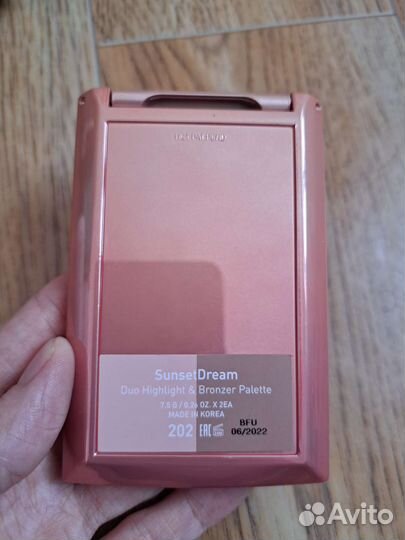 SunsetDream
Duo Highlight & Bronzer Palette
7.5 G / 0.26 OZ. X 2EA
MADE IN KOREA
202 EAC BFU
06/2022
Avito